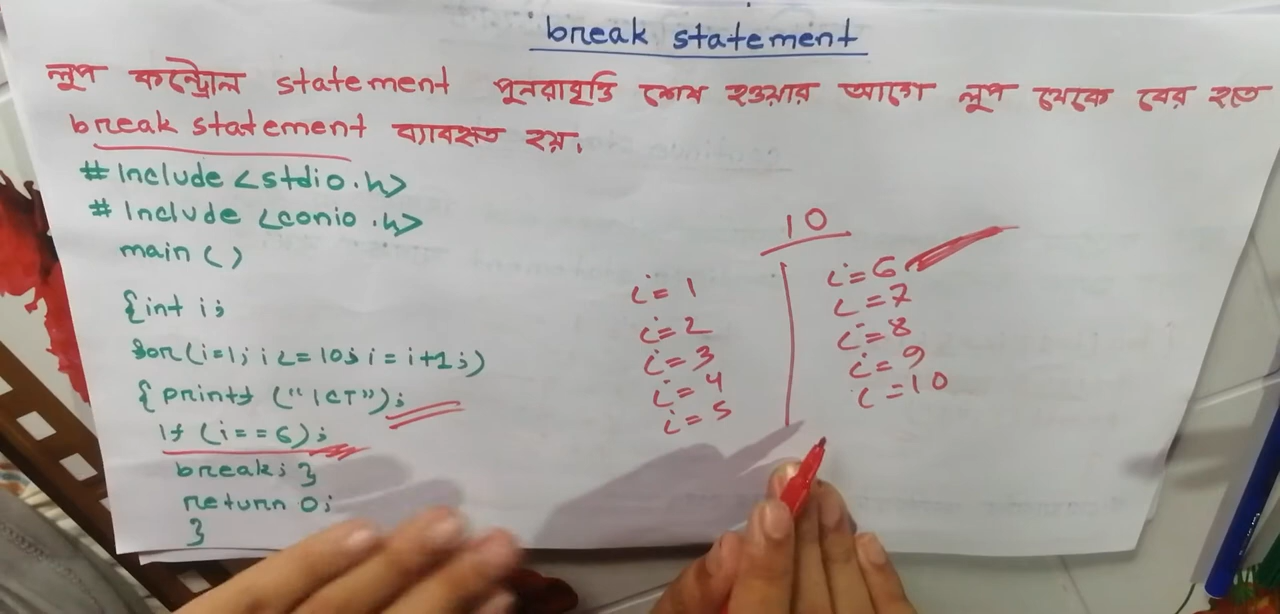 break statement
লুপ কন্ট্রোল statement পুনরাবৃত্তি শেষ হওয়ার আগে লুপ থেকে বের হতে
break statement ব্যবহৃত হয়।
# Include <stdio.h>
# Include <conio.h>
main ()
{int i;
for(i=1; i <=10; i = i+1;)
{ printf ("ICT");
If (i==6);
break; }
return 0;
}
10
i=1
i=2
i=3
i=4
i=5
i=6
i=7
i=8
i=9
i=10